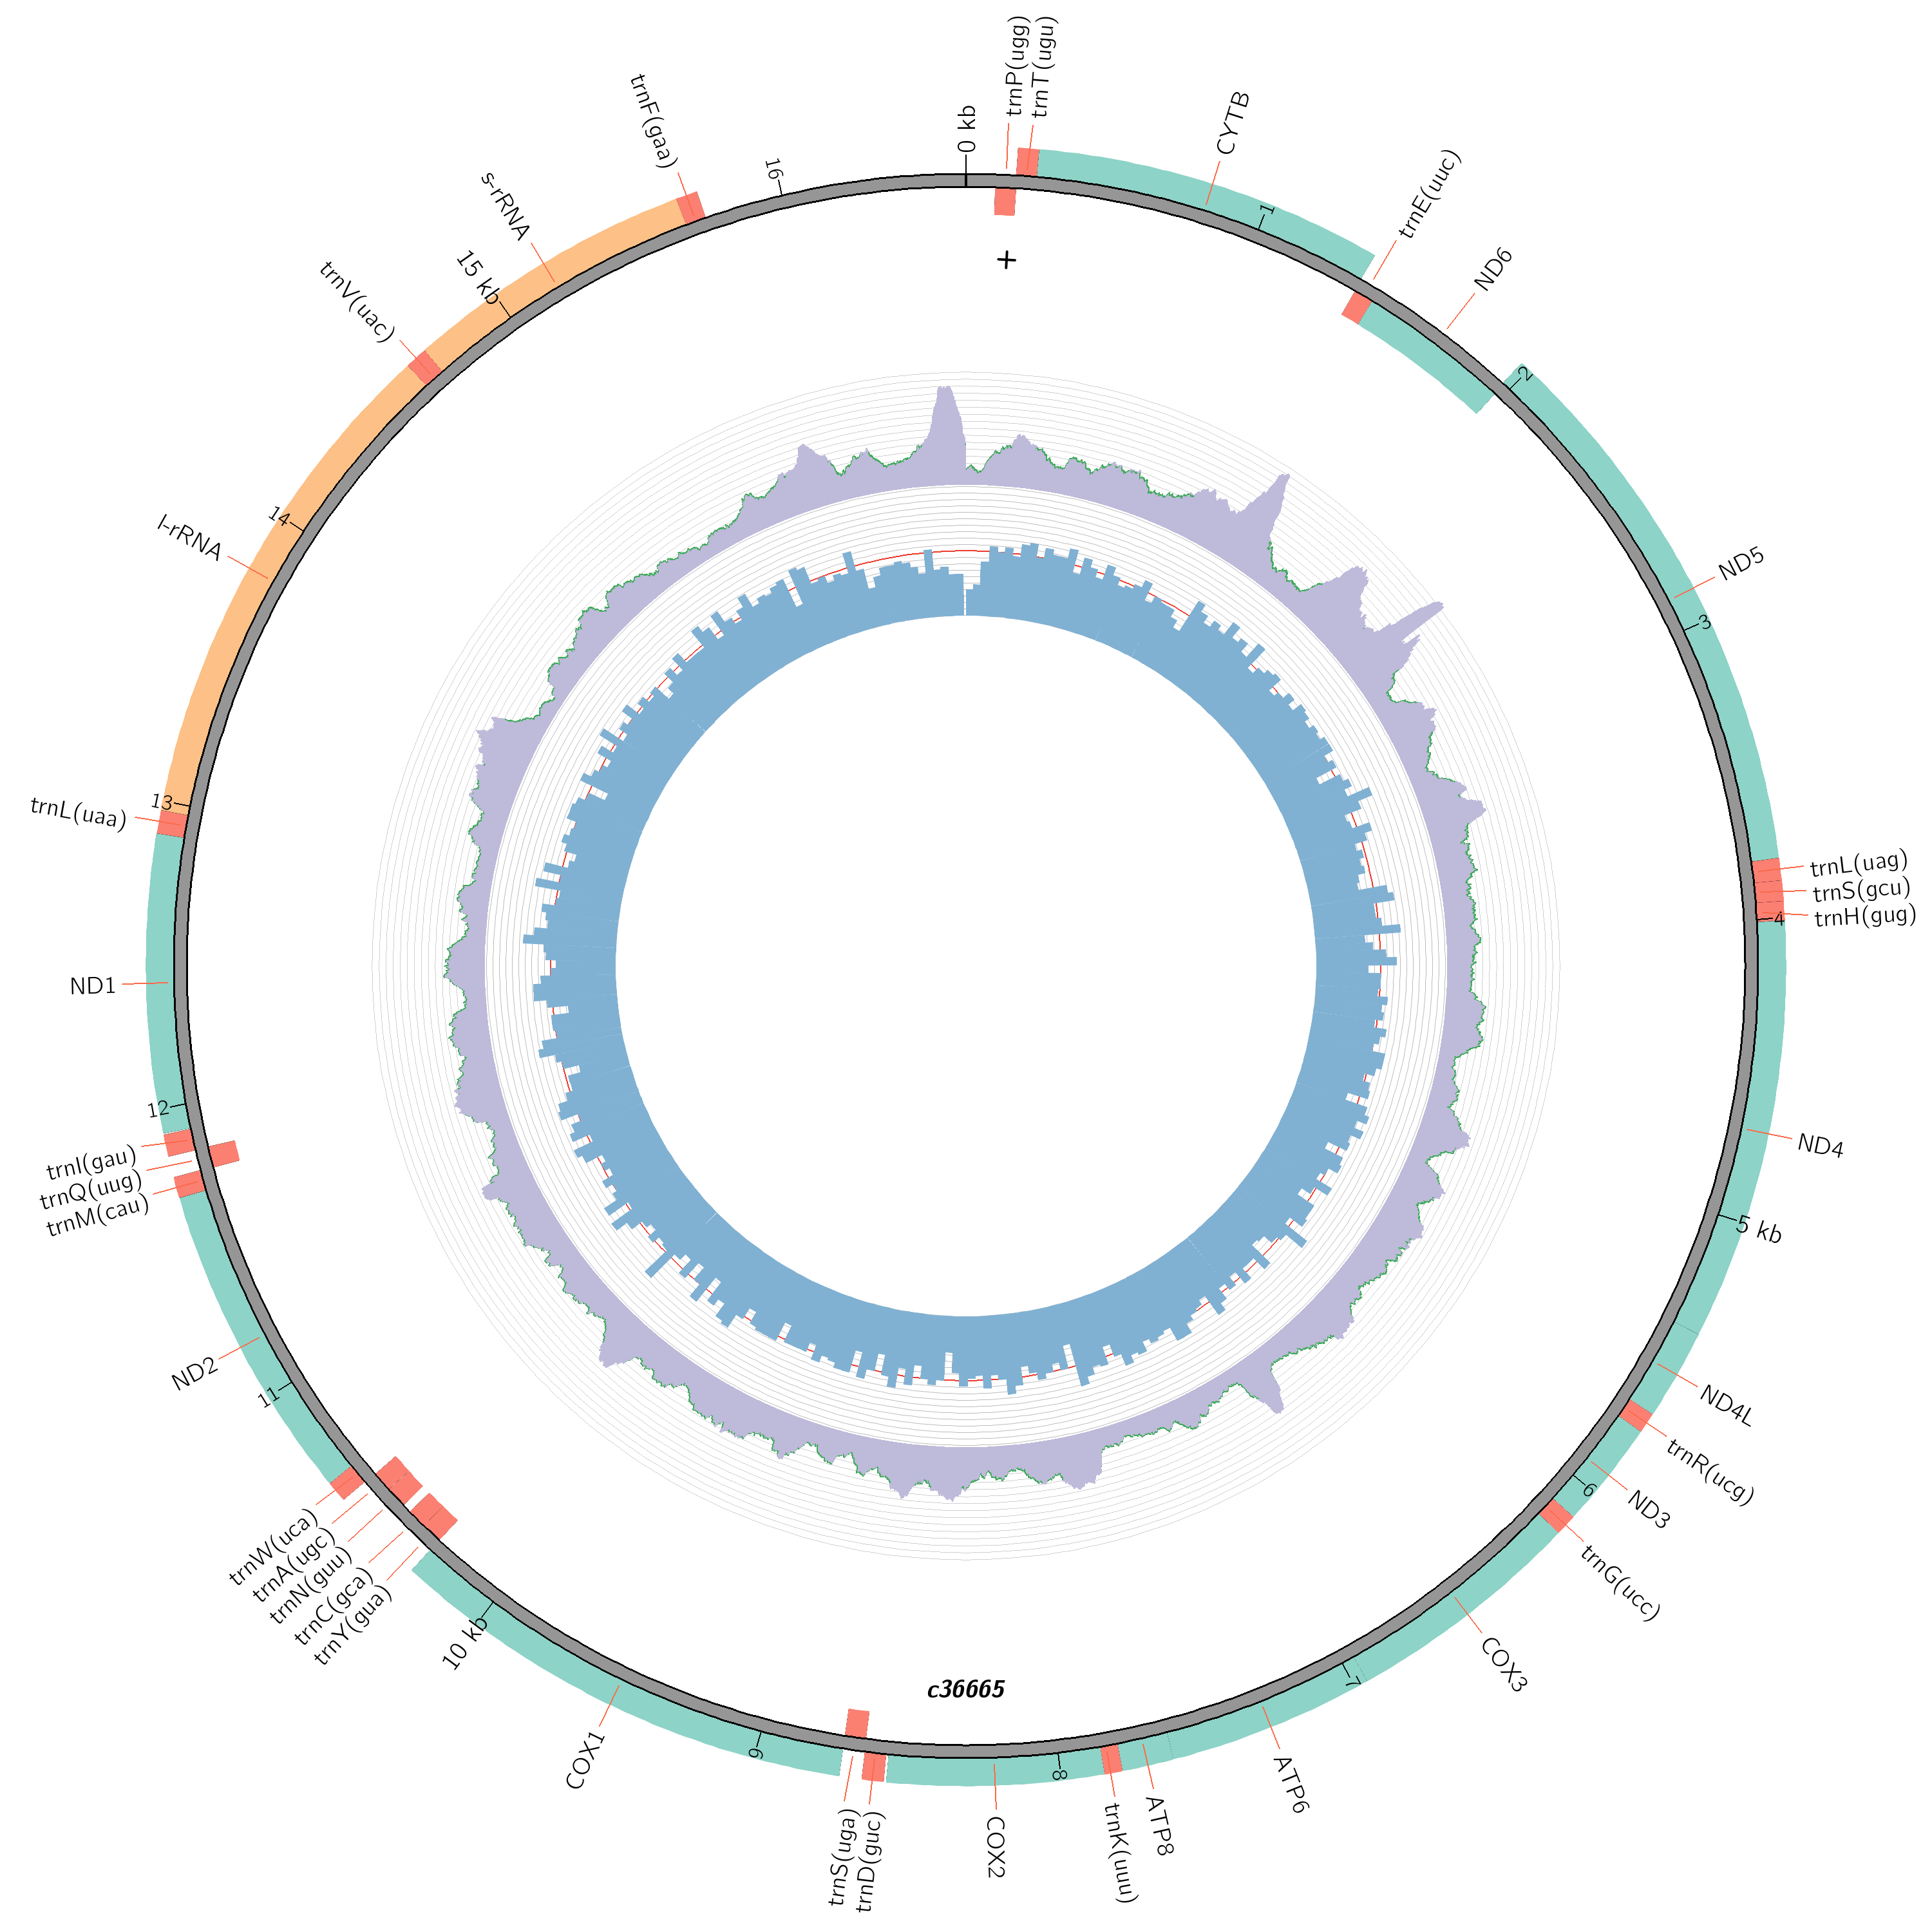 0 kb
trnP(ugg)
trnT(ugu)
CYTB
1
trnE(uuc)
ND6
2
ND5
3
trnL(uag)
trnS(gcu)
trnH(gug)
4
ND4
5 kb
ND4L
trnR(ucg)
ND3
6
trnG(ucc)
COX3
7
ATP6
ATP8
trnK(uuu)
8
COX2
trnD(guc)
trnS(uga)
9
COX1
10 kb
trnY(gua)
trnC(gca)
trnN(guu)
trnA(ugc)
trnW(uca)
11
ND2
trnM(cau)
trnQ(uug)
trnI(gau)
12
ND1
trnL(uaa)
13
l-rRNA
14
trnV(uac)
15 kb
s-rRNA
trnF(gaa)
16
+
c36665